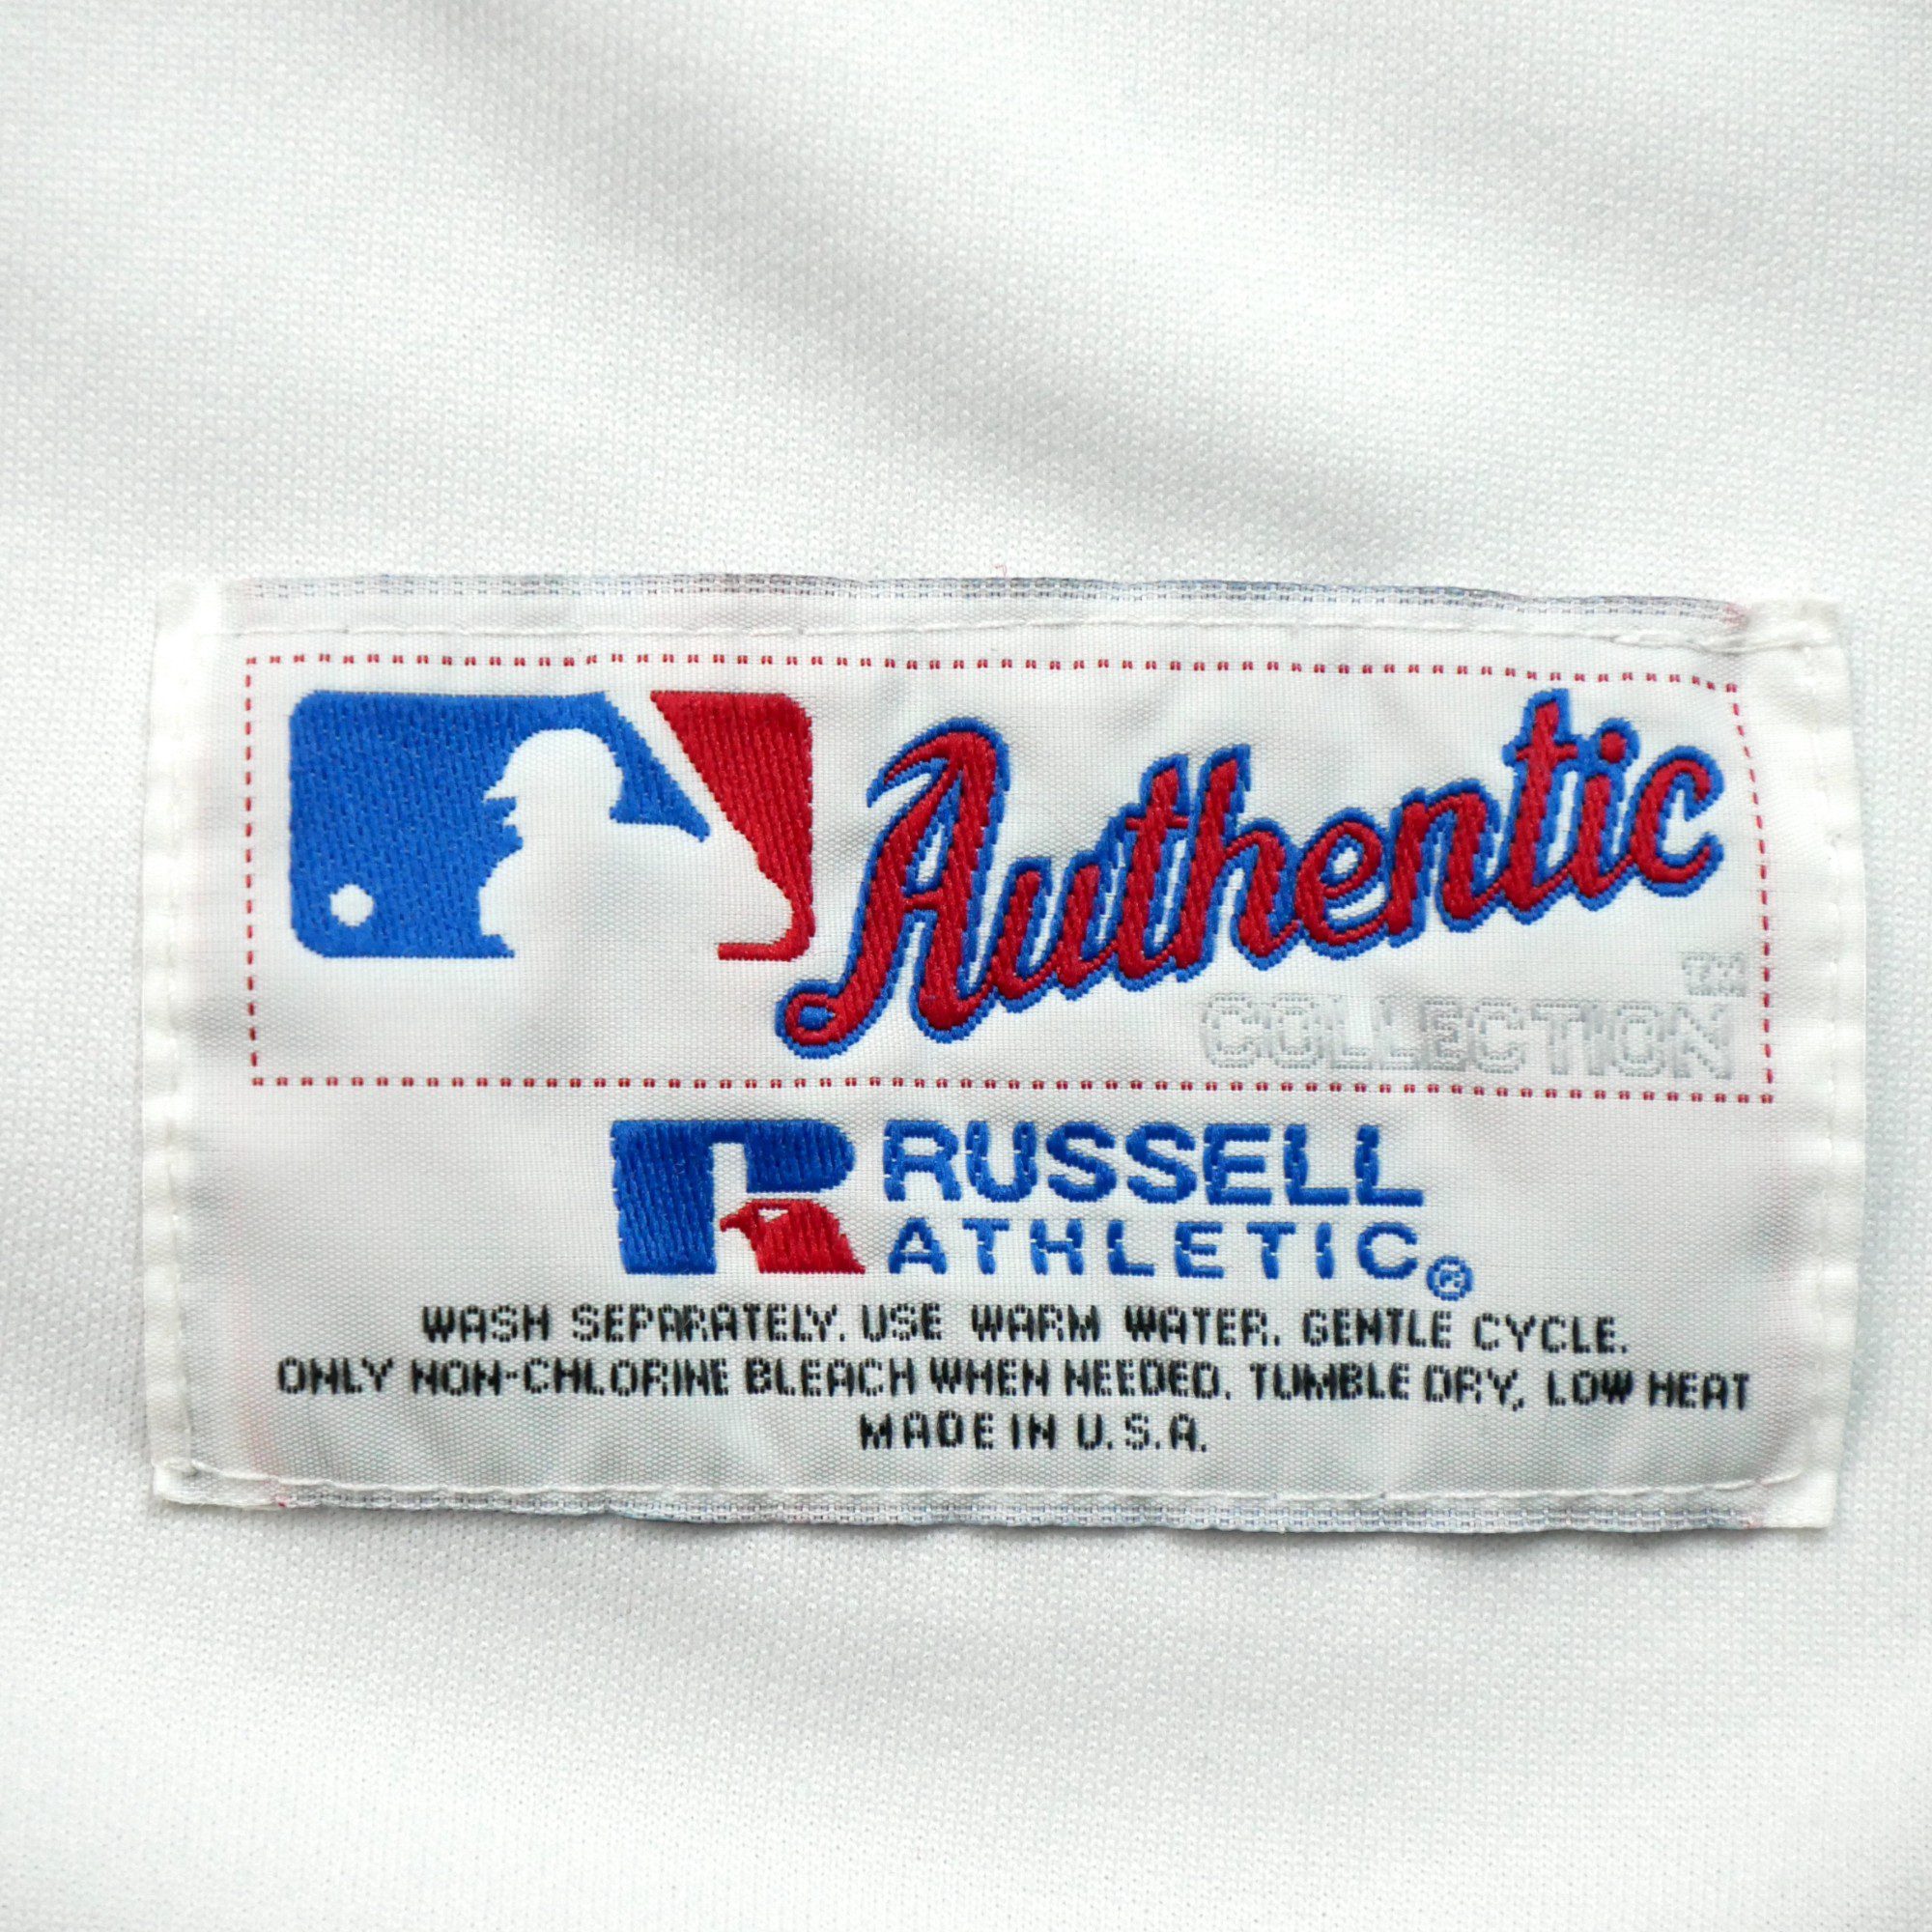 Authentic
COLLECTION™
RUSSELL
ATHLETIC®
WASH SEPARATELY. USE WARM WATER. GENTLE CYCLE.
ONLY NON-CHLORINE BLEACH WHEN NEEDED. TUMBLE DRY, LOW HEAT
MADE IN U.S.A.